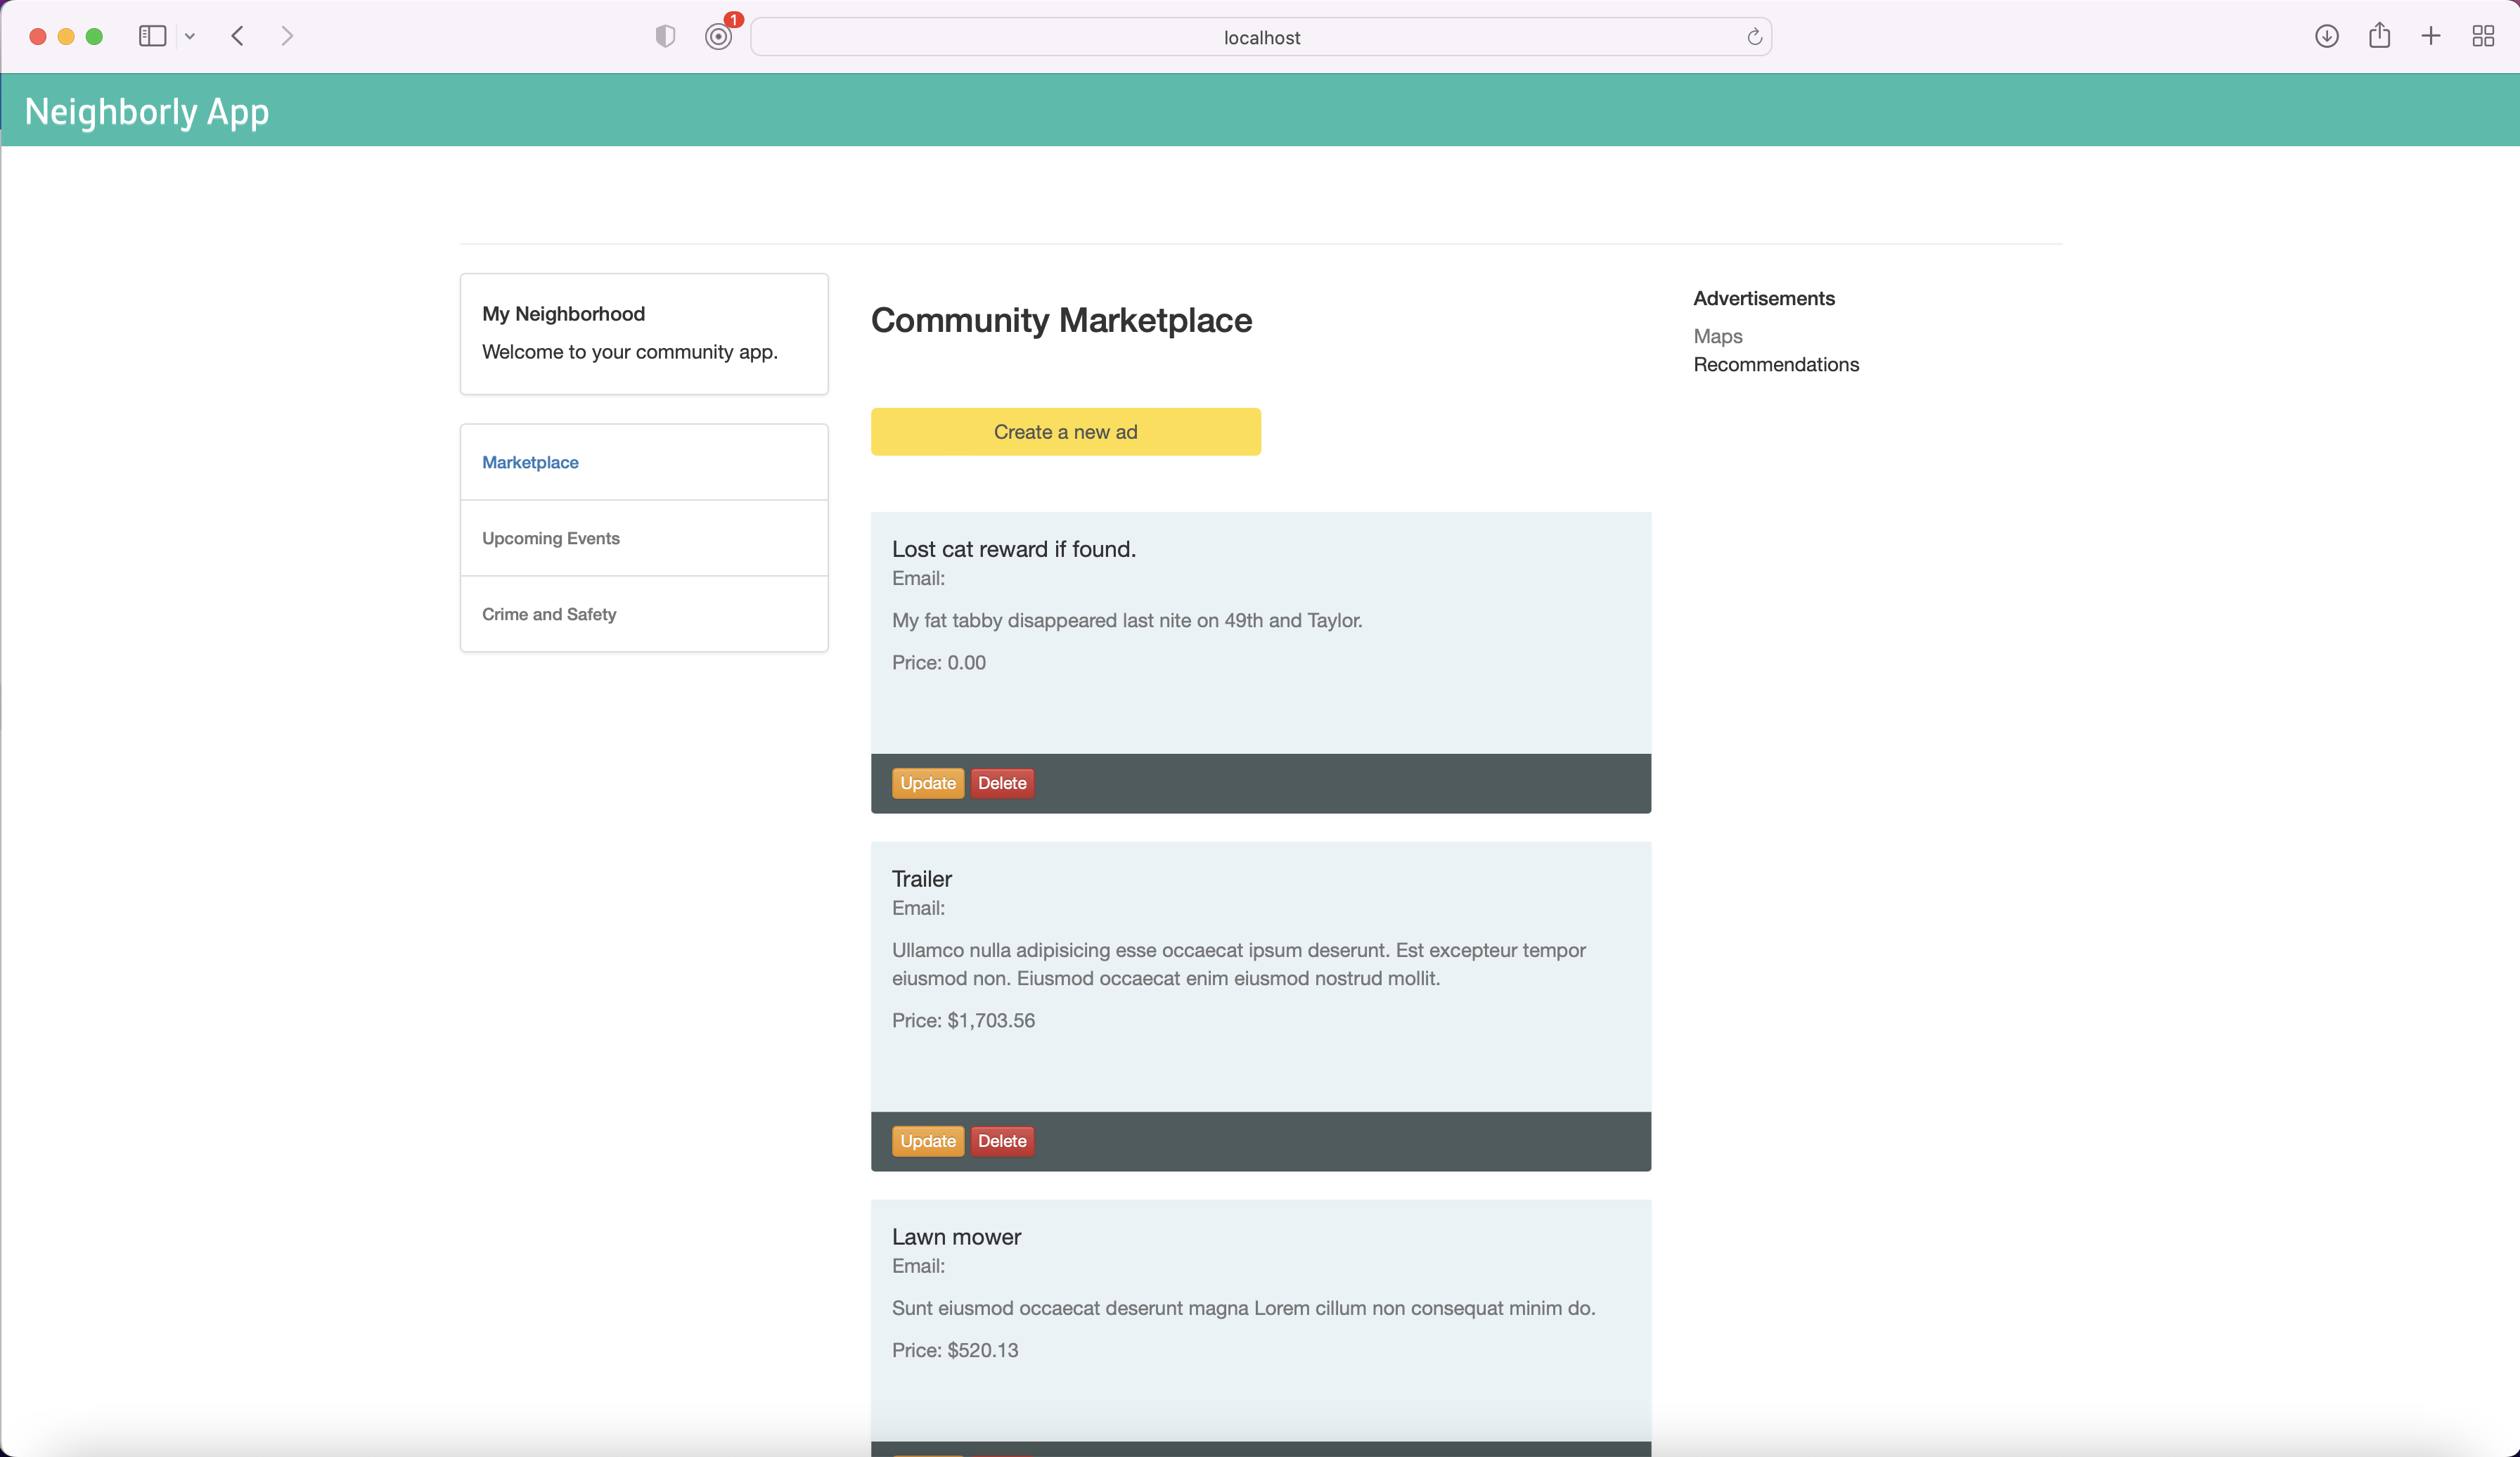 1
localhost
Neighborly App
My Neighborhood
Welcome to your community app.
Marketplace
Upcoming Events
Crime and Safety
Community Marketplace
Create a new ad
Lost cat reward if found.
Email:
My fat tabby disappeared last nite on 49th and Taylor.
Price: 0.00
Update Delete
Trailer
Email:
Ullamco nulla adipisicing esse occaecat ipsum deserunt. Est excepteur tempor
eiusmod non. Eiusmod occaecat enim eiusmod nostrud mollit.
Price: $1,703.56
Update Delete
Lawn mower
Email:
Sunt eiusmod occaecat deserunt magna Lorem cillum non consequat minim do.
Price: $520.13
Advertisements
Maps
Recommendations